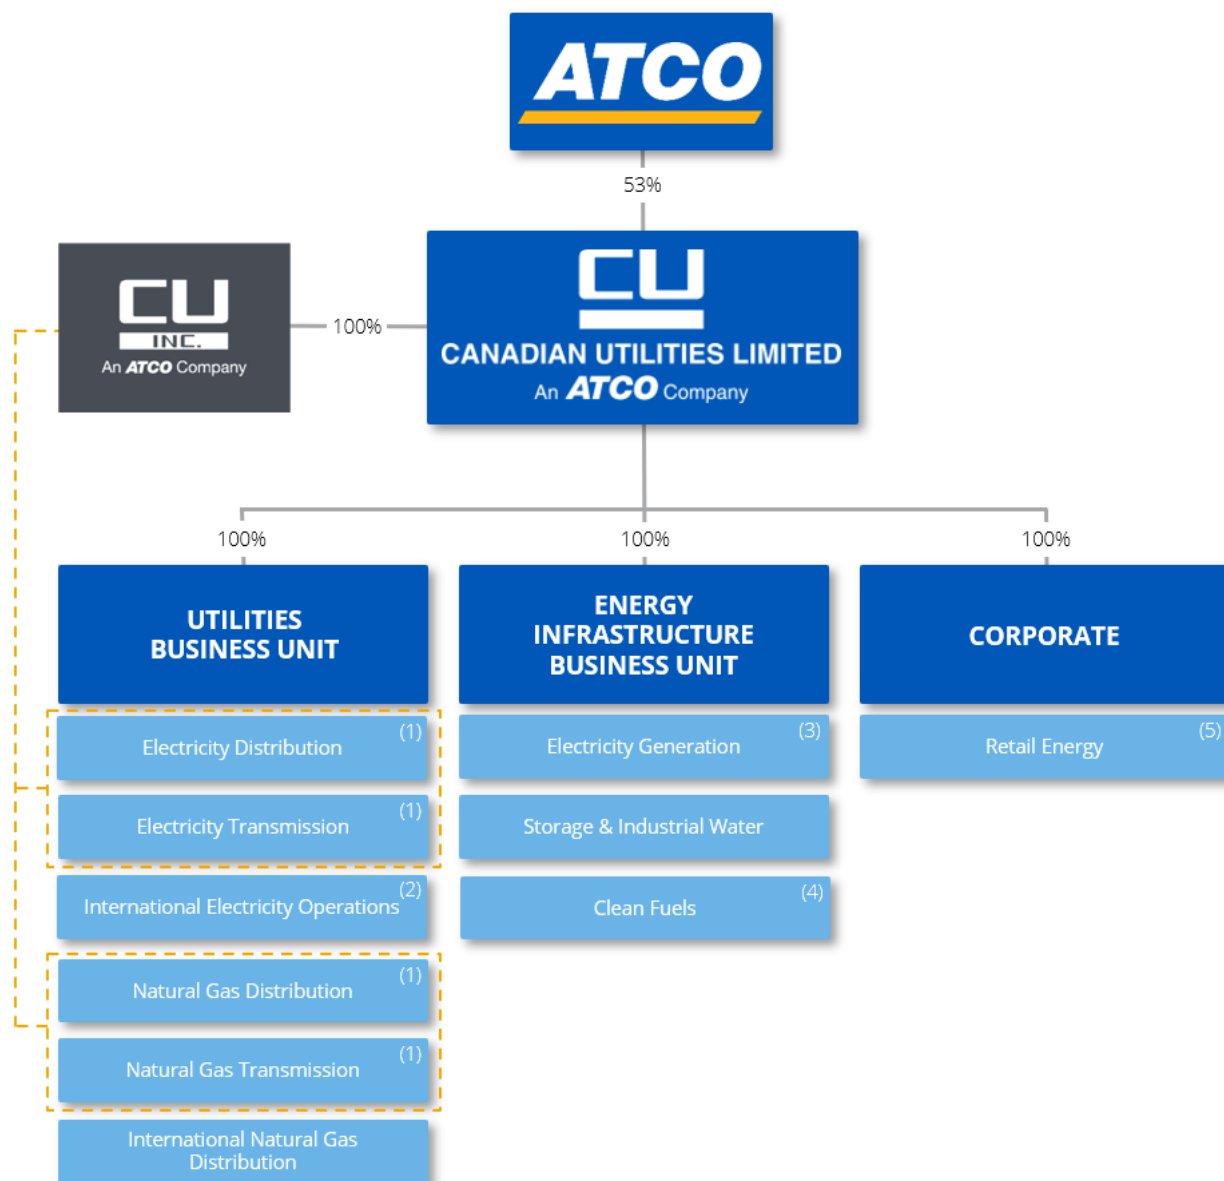 ATCO
53%
CU
INC.
An ATCO Company
100%
CU
CANADIAN UTILITIES LIMITED
An ATCO Company
100%
100%
100%
UTILITIES
BUSINESS UNIT
ENERGY
INFRASTRUCTURE
BUSINESS UNIT
CORPORATE
Electricity Distribution (1)
Electricity Transmission (1)
International Electricity Operations (2)
Natural Gas Distribution (1)
Natural Gas Transmission (1)
International Natural Gas
Distribution
Electricity Generation (3)
Storage & Industrial Water
Clean Fuels (4)
Retail Energy (5)